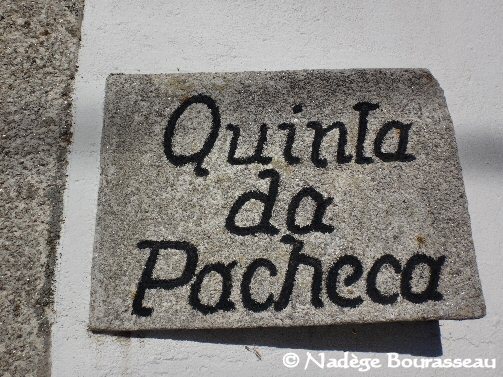 Quinta
da
Pacheca
© Nadège Bourasseau